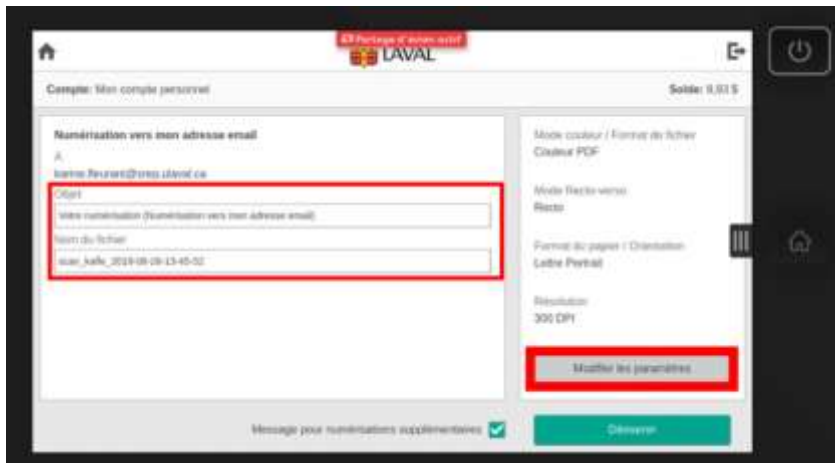 Partage d'écran actif
LAVAL
Compte: Mon compte personnel
Solde: 9,93 $
Numérisation vers mon adresse email
À
Objet
Votre numérisation (Numérisation vers mon adresse email)
Nom du fichier
Mode couleur / Format de fichier
Couleur PDF
Mode Recto-verso
Recto
Format du papier / Orientation
Lettre Portrait
Résolution
300 DPI
Modifier les paramètres
Message pour numérisations supplémentaires
Démarrer